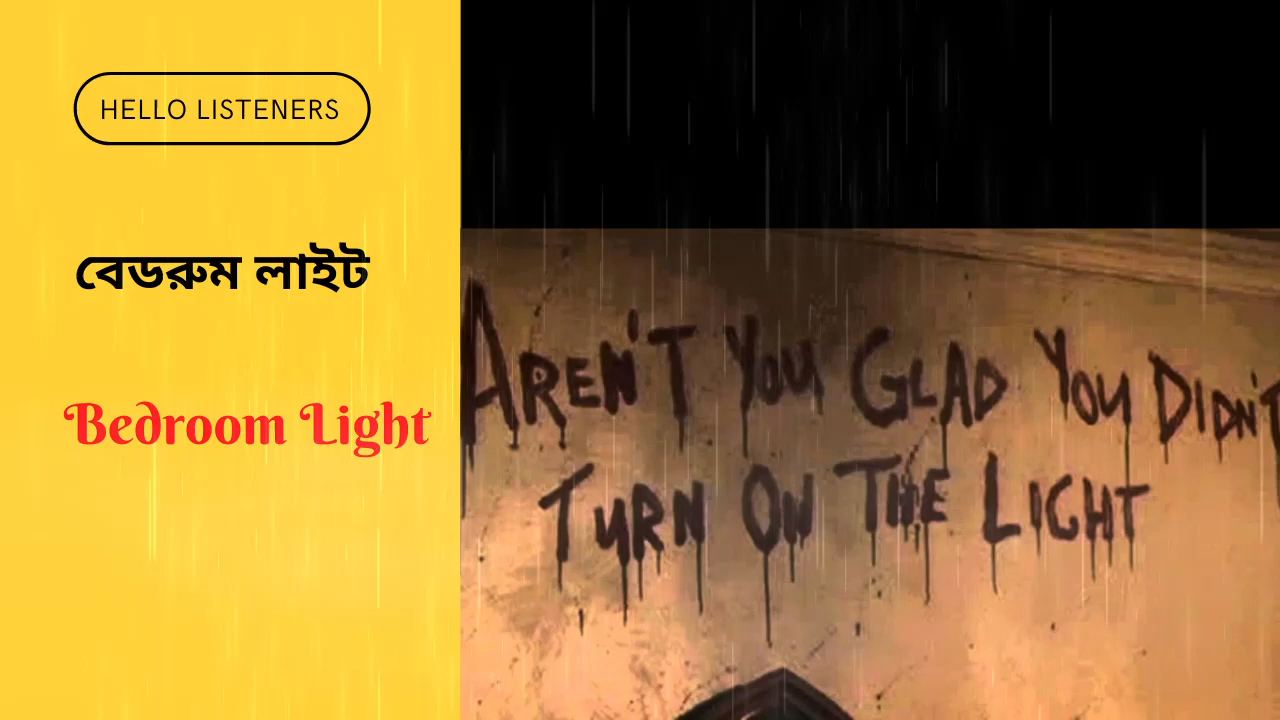 HELLO LISTENERS
বেডরুম লাইট
Bedroom Light
AREN'T YOU GLAD YOU DIDN'T
TURN ON THE LIGHT